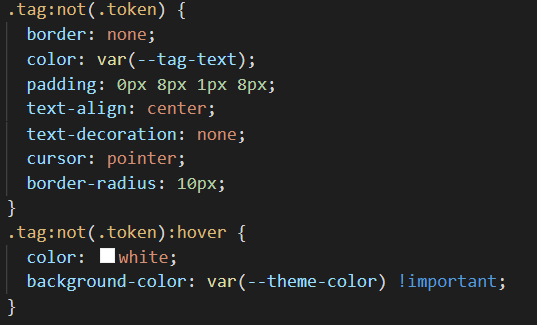 .tag:not(.token) {
  border: none;
  color: var(--tag-text);
  padding: 0px 8px 1px 8px;
  text-align: center;
  text-decoration: none;
  cursor: pointer;
  border-radius: 10px;
}
.tag:not(.token):hover {
  color: white;
  background-color: var(--theme-color) !important;
}